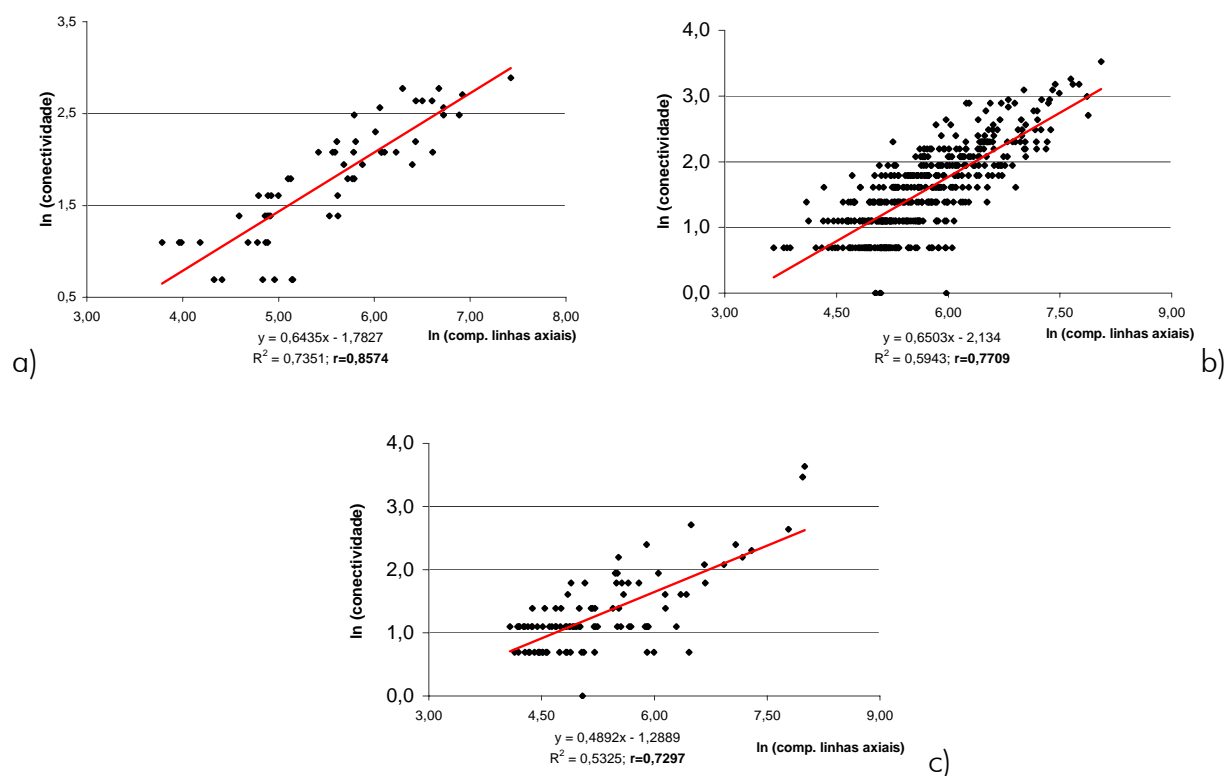 3,5
2,5
1,5
0,5
3,00 4,00 5,00 6,00 7,00 8,00
ln (conectividade)
ln (comp. linhas axiais)
y = 0,6435x - 1,7827
R² = 0,7351; r=0,8574
a)
4,0
3,0
2,0
1,0
0,0
3,00 4,50 6,00 7,50 9,00
ln (conectividade)
ln (comp. linhas axiais)
y = 0,6503x - 2,134
R² = 0,5943; r=0,7709
b)
4,0
3,0
2,0
1,0
0,0
3,00 4,50 6,00 7,50 9,00
ln (conectividade)
ln (comp. linhas axiais)
y = 0,4892x - 1,2889
R² = 0,5325; r=0,7297
c)